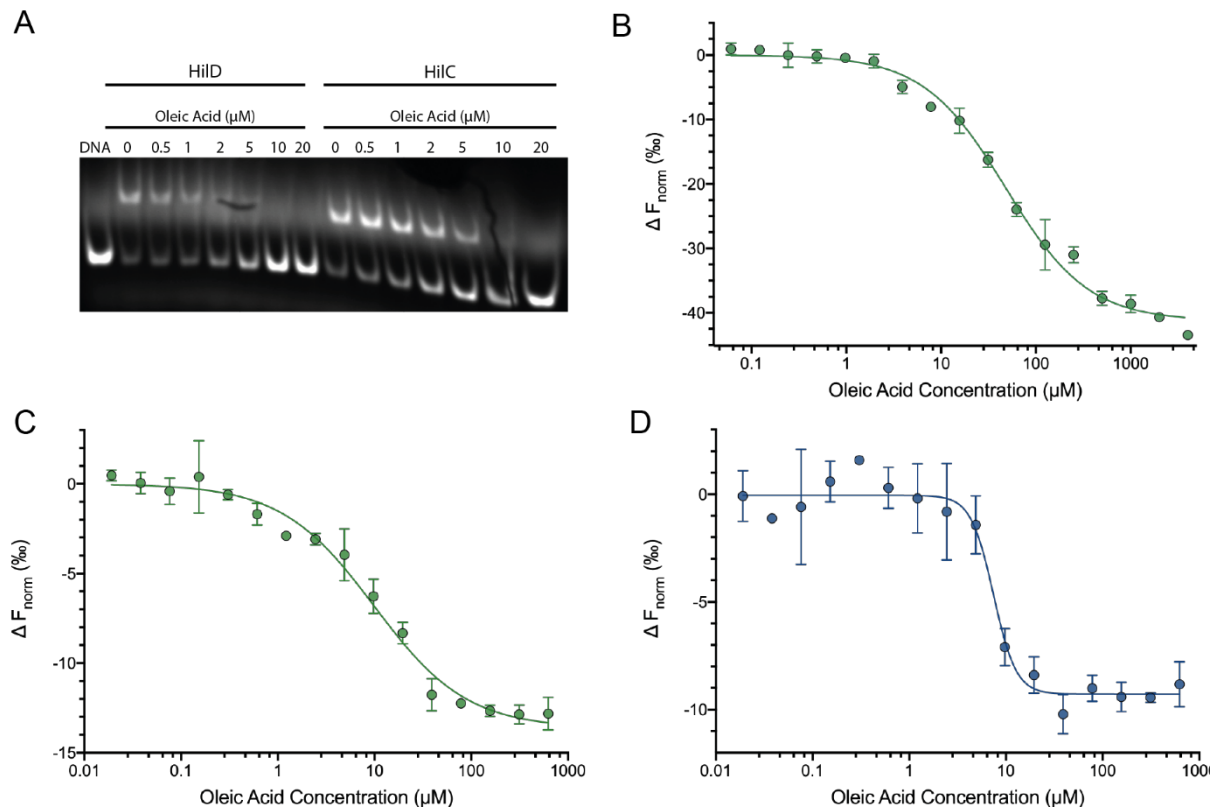 A
HilD HilC
Oleic Acid (µM) Oleic Acid (µM)
DNA 0 0.5 1 2 5 10 20 0 0.5 1 2 5 10 20
B
0
-10
-20
-30
-40
Δ Fnorm (‰)
0.1 1 10 100 1000
Oleic Acid Concentration (µM)
C
0
-5
-10
-15
Δ Fnorm (‰)
0.01 0.1 1 10 100 1000
Oleic Acid Concentration (µM)
D
0
-5
-10
Δ Fnorm (‰)
0.01 0.1 1 10 100 1000
Oleic Acid Concentration (µM)